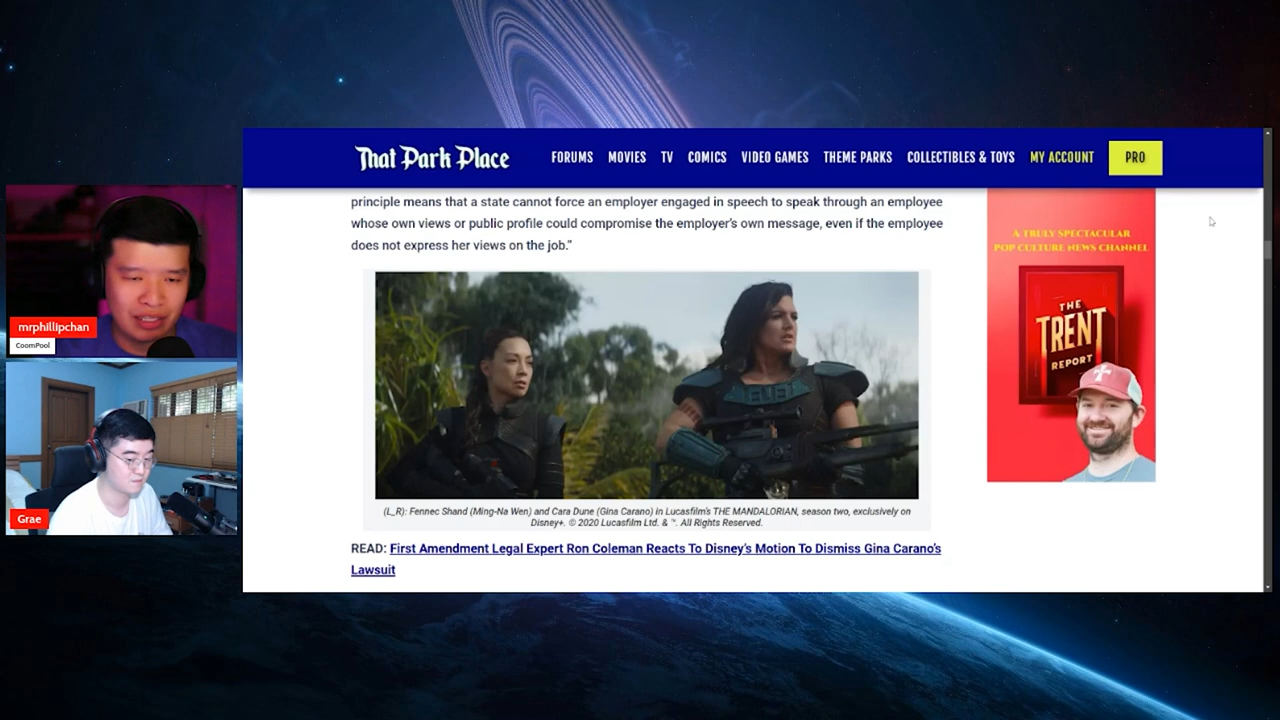 That Park Place
FORUMS MOVIES TV COMICS VIDEO GAMES THEME PARKS COLLECTIBLES & TOYS MY ACCOUNT PRO
principle means that a state cannot force an employer engaged in speech to speak through an employee
whose own views or public profile could compromise the employer's own message, even if the employee
does not express her views on the job."
A TRULY SPECTACULAR
POP CULTURE NEWS CHANNEL
THE
TRENT
REPORT
mrphillipchan
CoomPool
Grae
(L_R): Fennec Shand (Ming-Na Wen) and Cara Dune (Gina Carano) in Lucasfilm's THE MANDALORIAN, season two, exclusively on
Disney+. © 2020 Lucasfilm Ltd. & ™. All Rights Reserved.
READ: First Amendment Legal Expert Ron Coleman Reacts To Disney's Motion To Dismiss Gina Carano's
Lawsuit